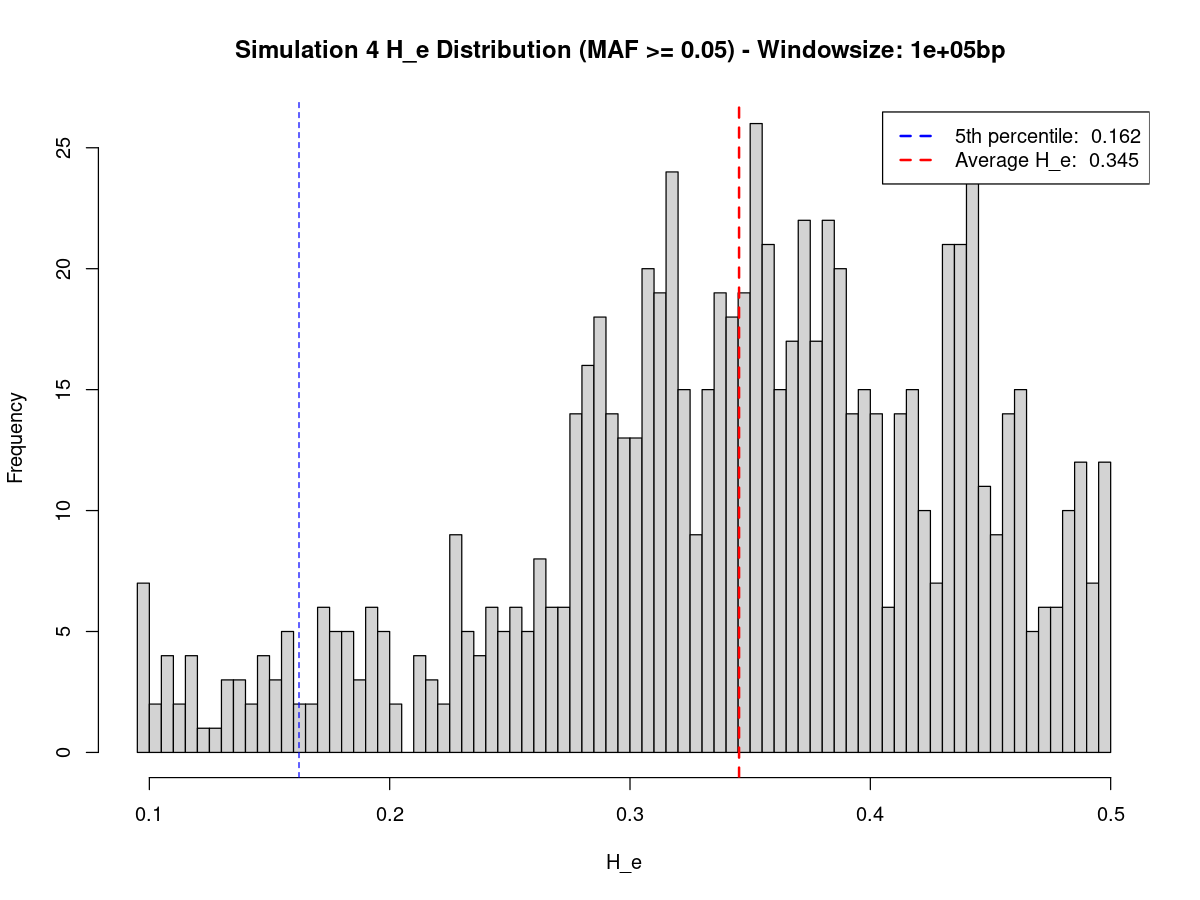 Simulation 4 H_e Distribution (MAF >= 0.05) - Windowsize: 1e+05bp
5th percentile: 0.162
Average H_e: 0.345
Frequency
25
20
15
10
5
0
0.1 0.2 0.3 0.4 0.5
H_e